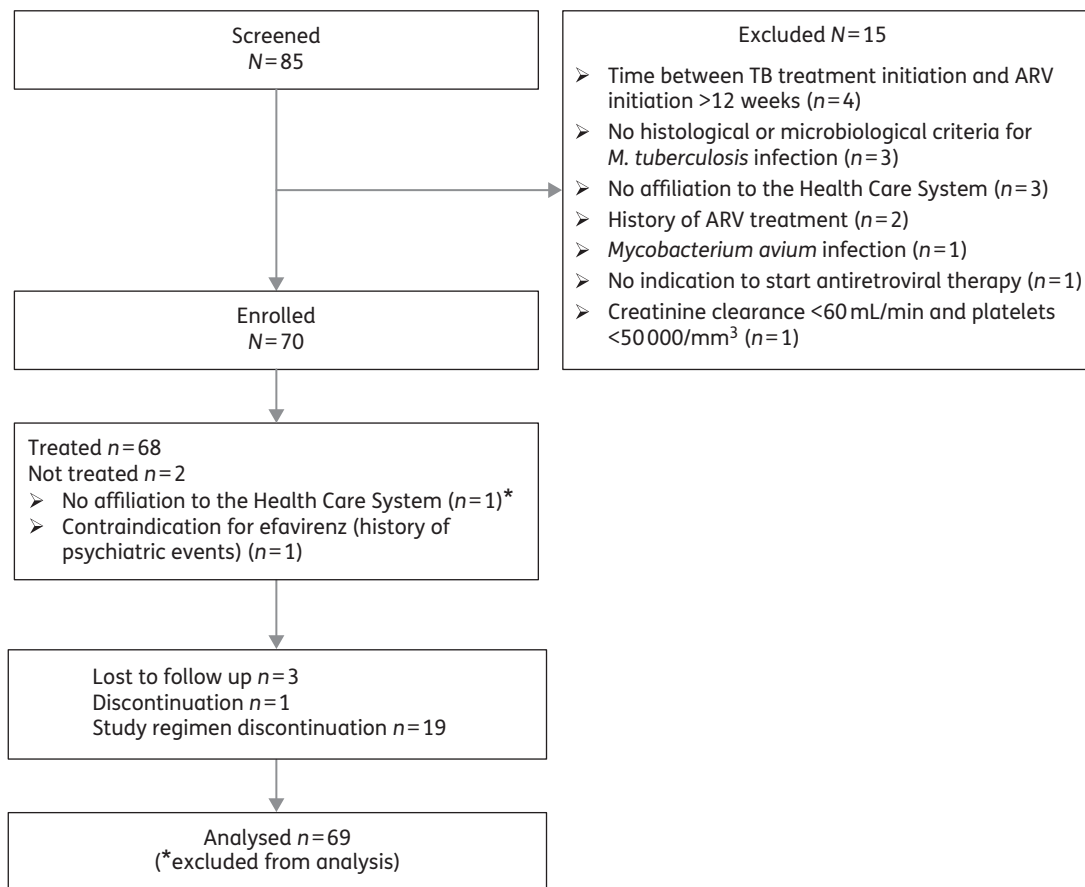 Screened
N=85
Excluded N=15
➢ Time between TB treatment initiation and ARV
initiation >12 weeks (n=4)
➢ No histological or microbiological criteria for
M. tuberculosis infection (n=3)
➢ No affiliation to the Health Care System (n=3)
➢ History of ARV treatment (n=2)
➢ Mycobacterium avium infection (n=1)
➢ No indication to start antiretroviral therapy (n=1)
➢ Creatinine clearance <60 mL/min and platelets
<50 000/mm³ (n=1)
Enrolled
N=70
Treated n=68
Not treated n=2
➢ No affiliation to the Health Care System (n=1)*
➢ Contraindication for efavirenz (history of
psychiatric events) (n=1)
Lost to follow up n=3
Discontinuation n=1
Study regimen discontinuation n=19
Analysed n=69
(*excluded from analysis)